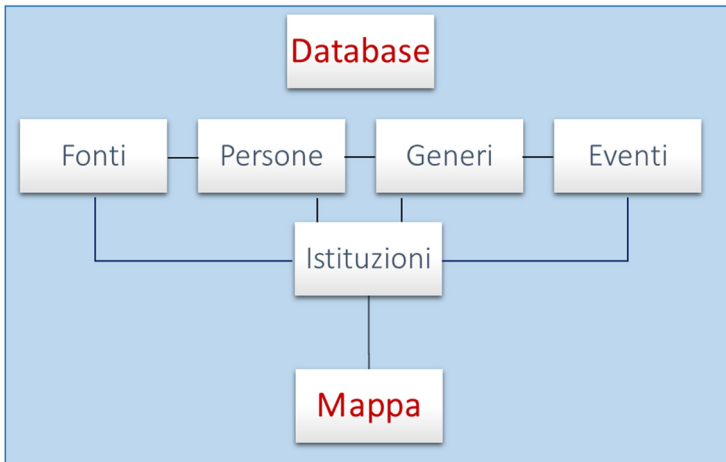 Database
Fonti
Persone
Generi
Eventi
Istituzioni
Mappa